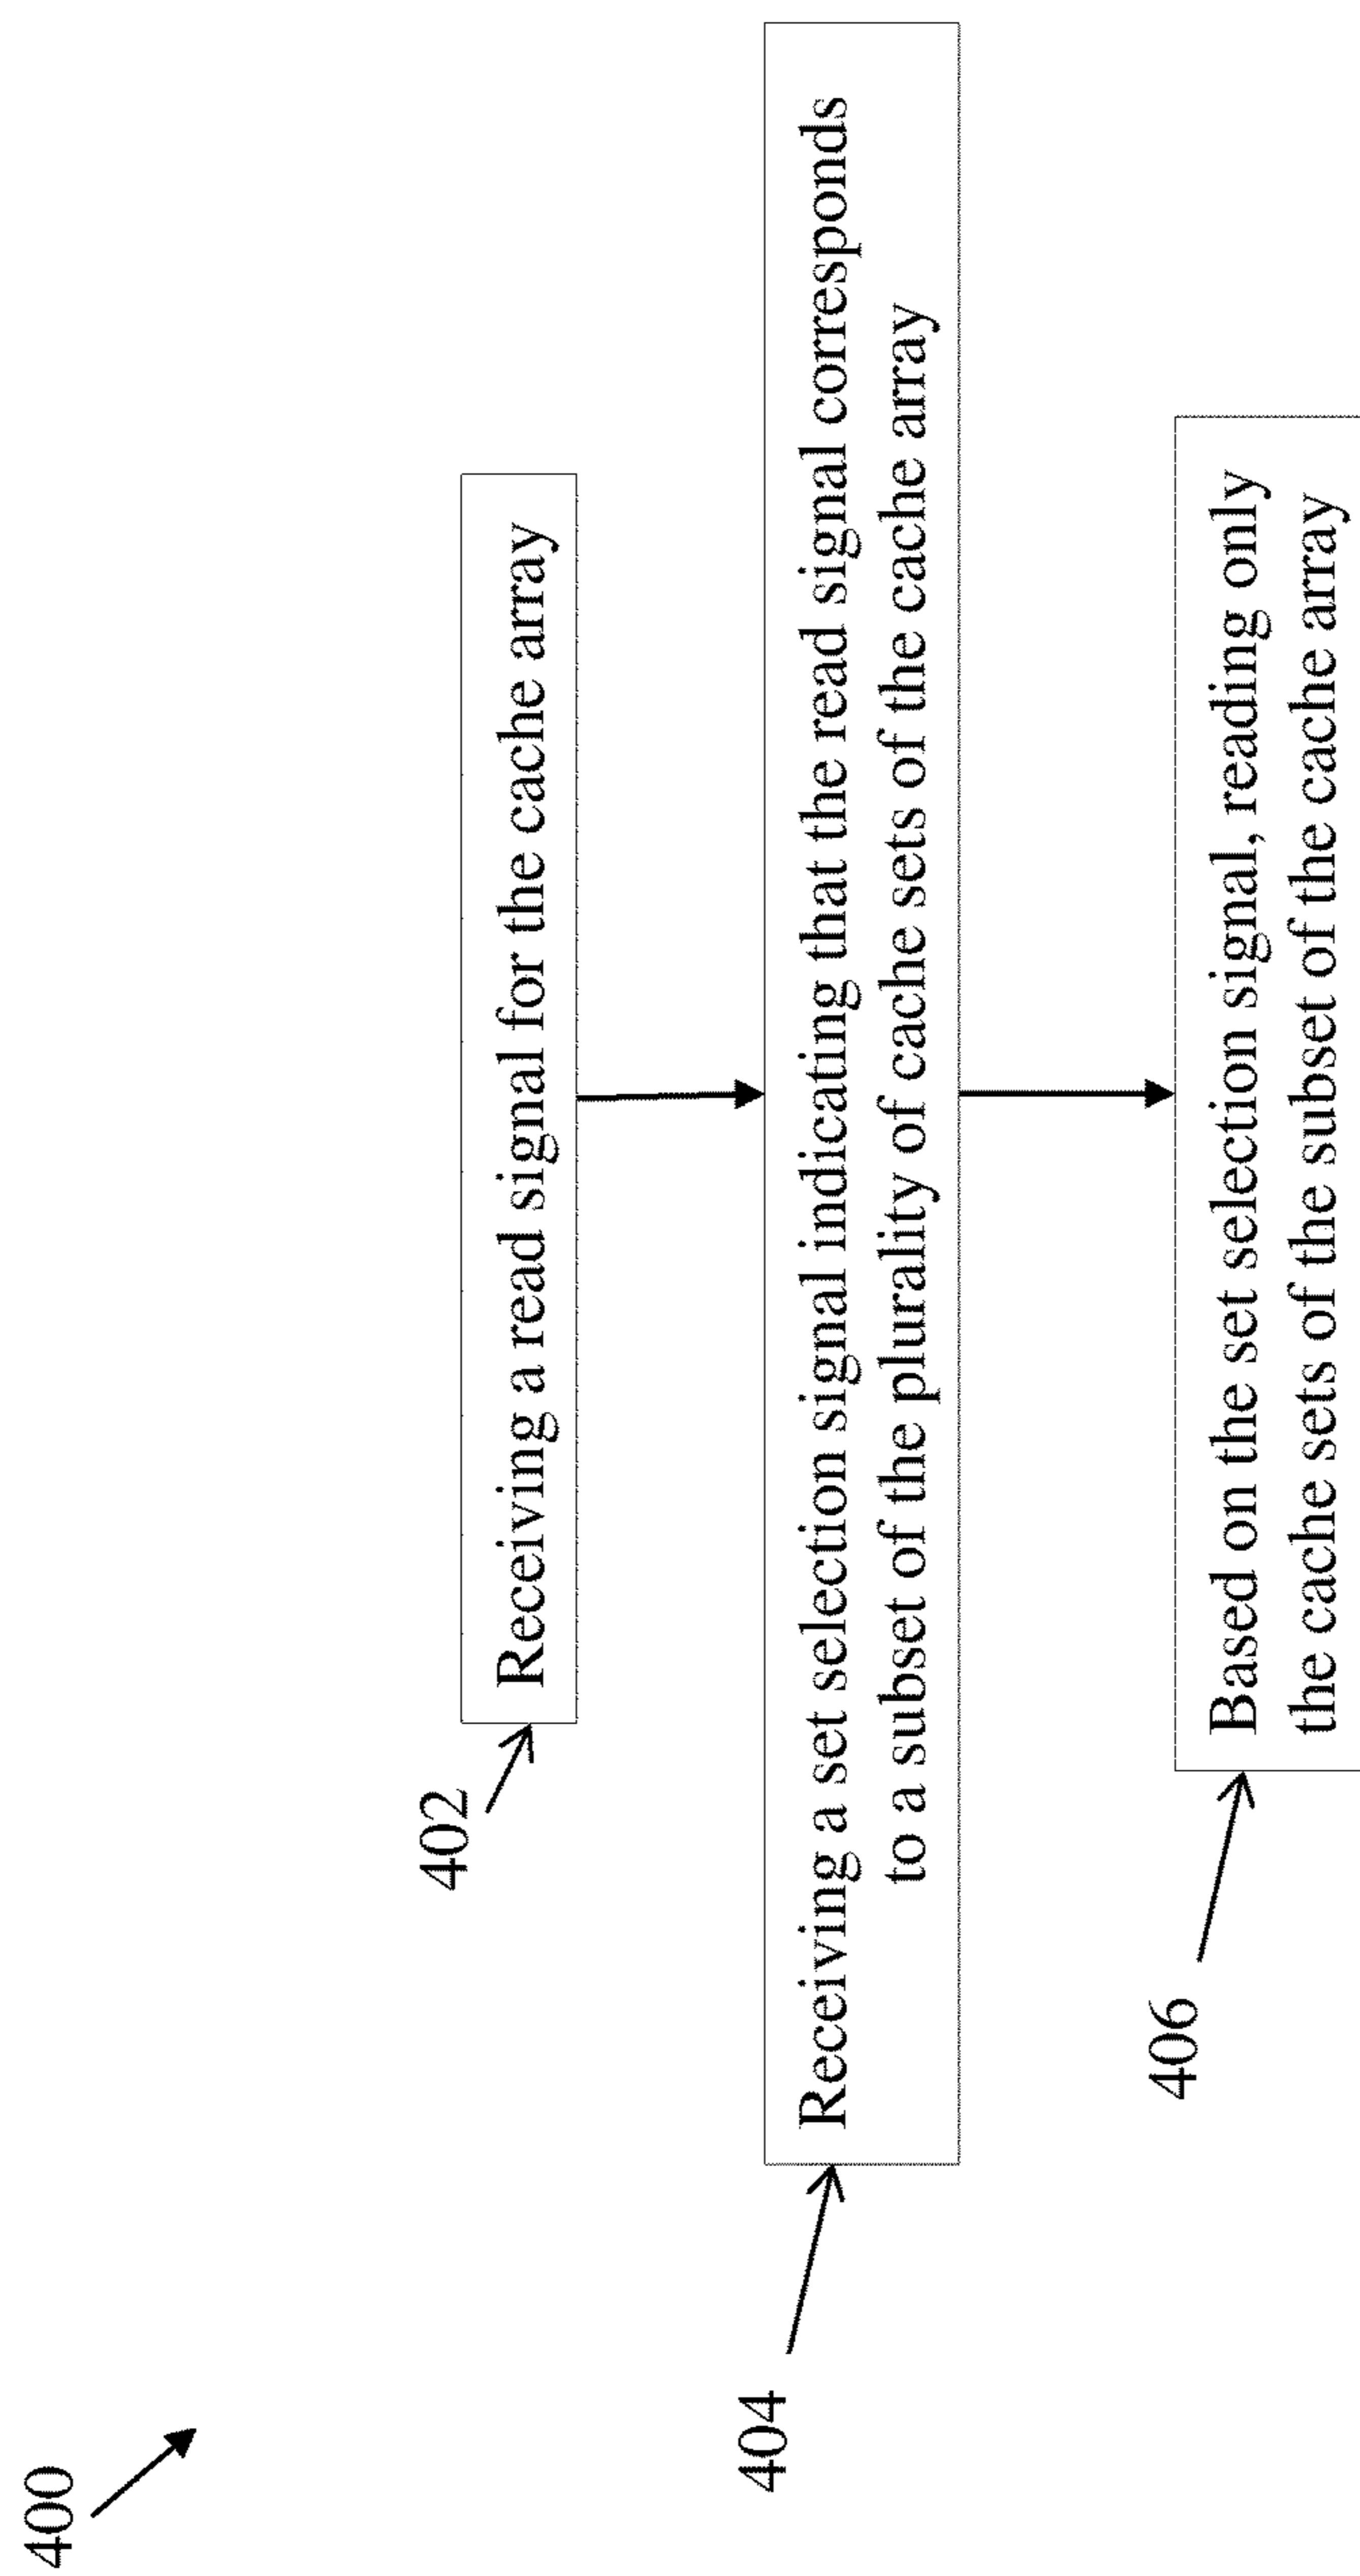 400
402
Receiving a read signal for the cache array
404
Receiving a set selection signal indicating that the read signal corresponds
to a subset of the plurality of cache sets of the cache array
406
Based on the set selection signal, reading only
the cache sets of the subset of the cache array